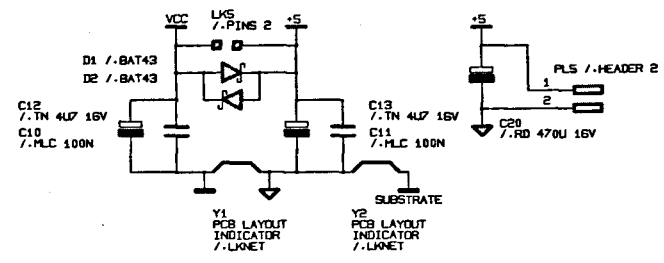 VCC
LK5
/.PINS 2
+5
D1 /.BAT43
D2 /.BAT43
C12
/.TN 4U7 16V
C10
/.MLC 100N
C13
/.TN 4U7 16V
C11
/.MLC 100N
SUBSTRATE
Y1
PCB LAYOUT
INDICATOR
/.LKNET
Y2
PCB LAYOUT
INDICATOR
/.LKNET
+5
PL5 /.HEADER 2
1
2
C20
/.RD 470U 16V